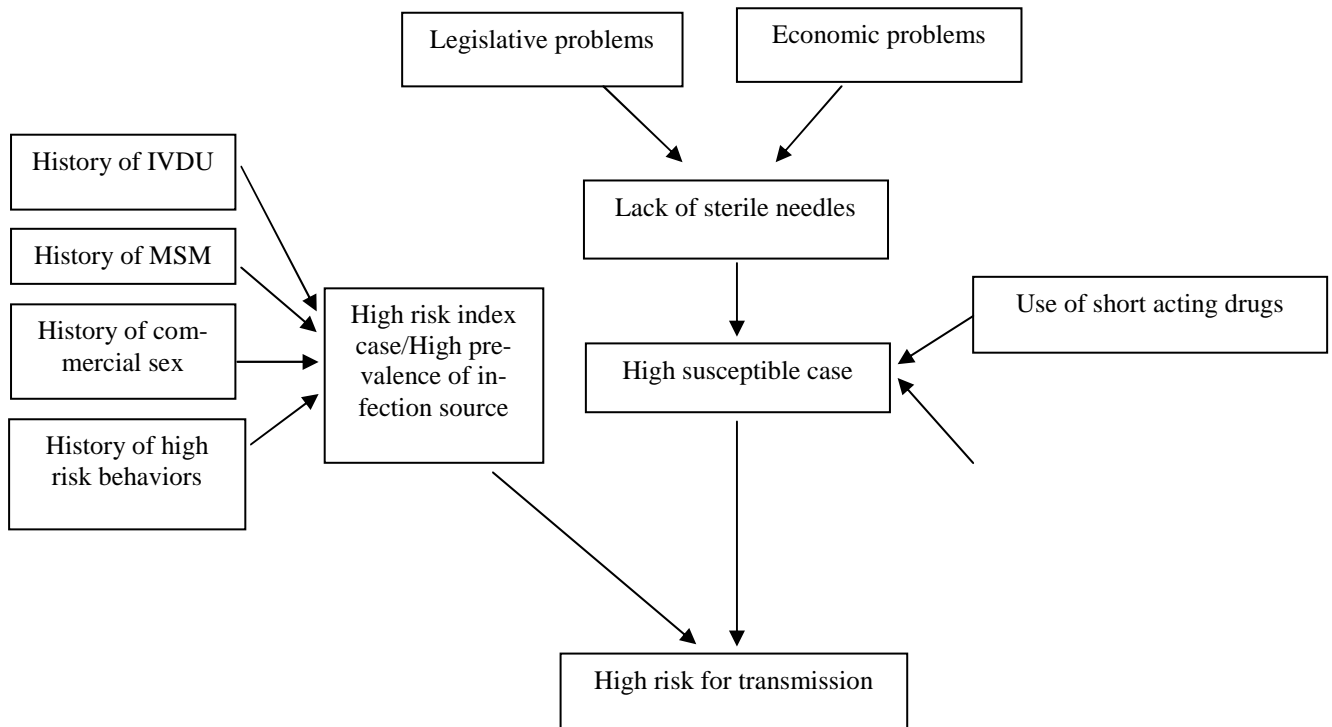 Legislative problems
Economic problems
History of IVDU
Lack of sterile needles
History of MSM
History of com-
mercial sex
High risk index
case/High pre-
valence of in-
fection source
Use of short acting drugs
High susceptible case
History of high
risk behaviors
High risk for transmission